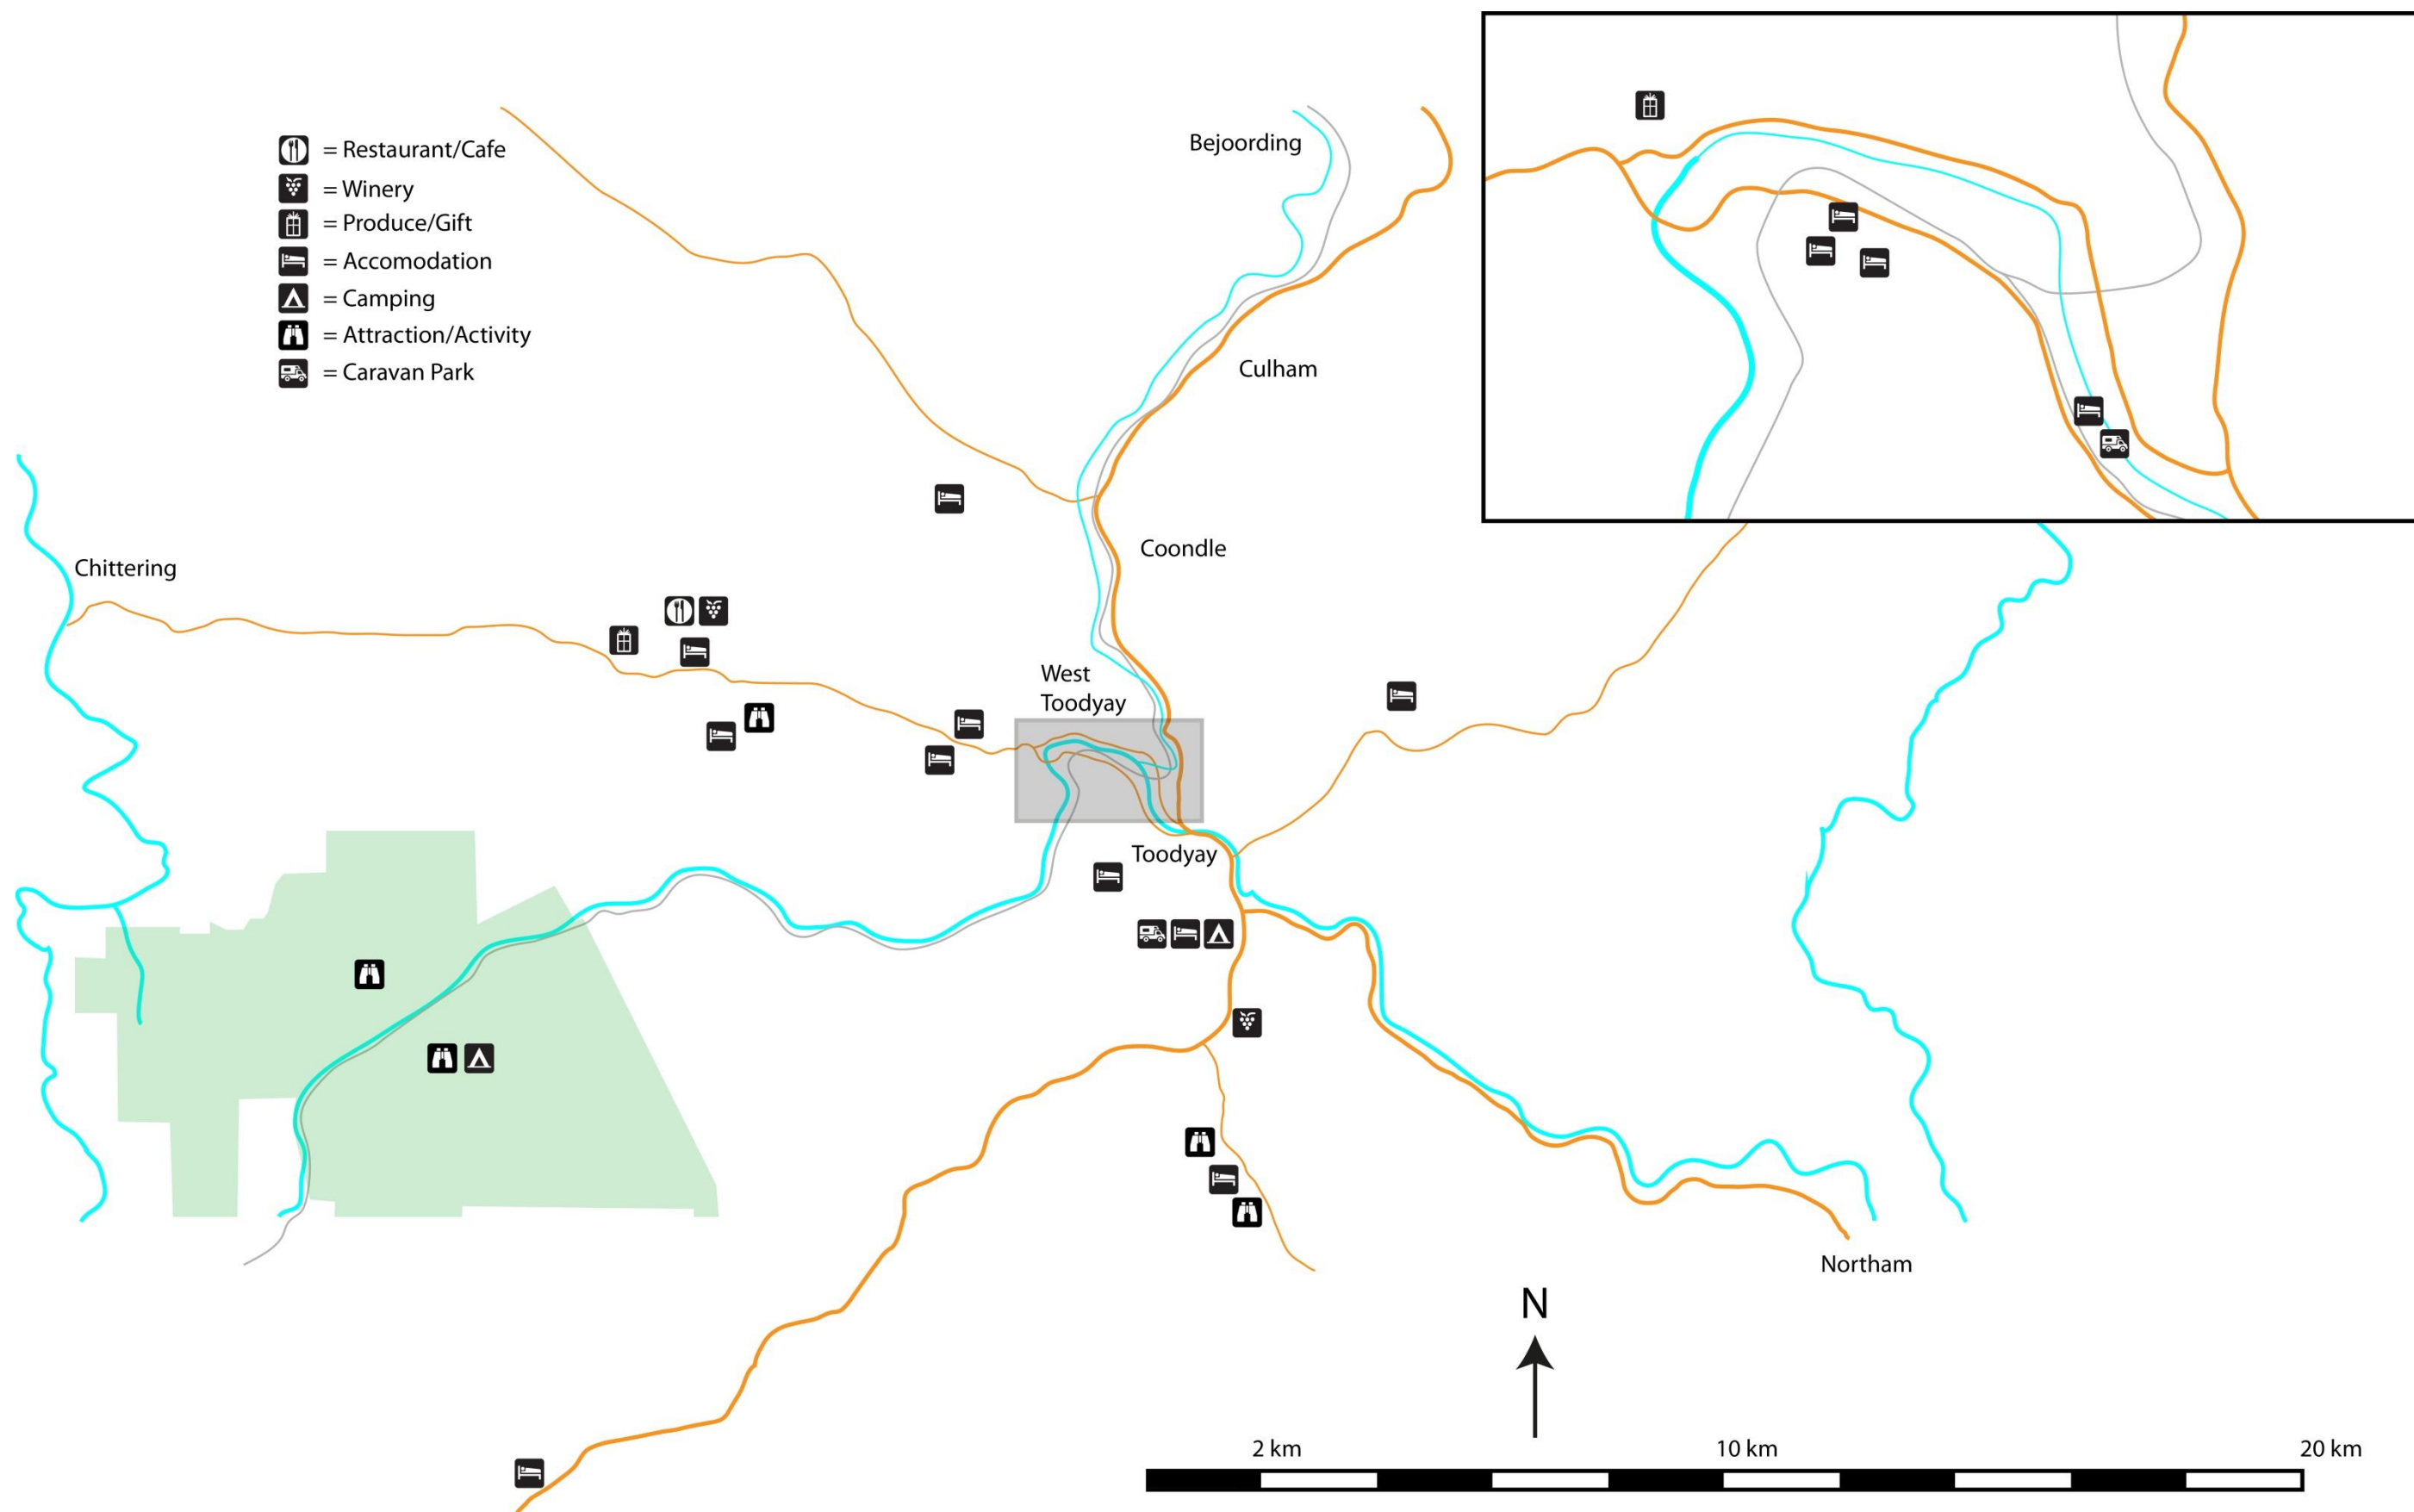 = Restaurant/Cafe
= Winery
= Produce/Gift
= Accomodation
= Camping
= Attraction/Activity
= Caravan Park
Bejoording
Culham
Coondle
Chittering
West
Toodyay
Toodyay
Northam
N
2 km
10 km
20 km